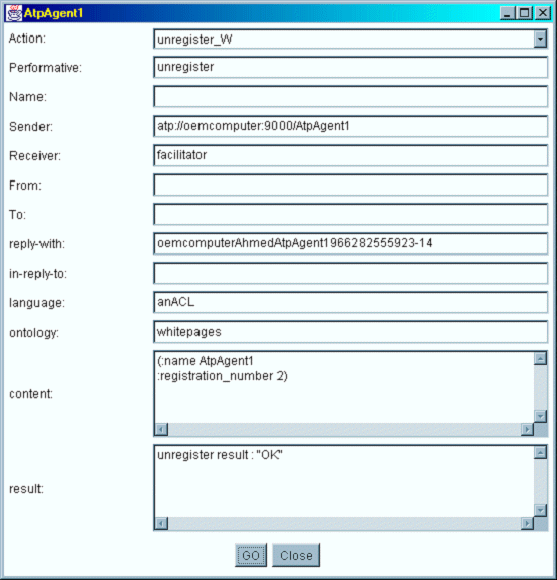 AtpAgent1
Action: unregister_W
Performative: unregister
Name:
Sender: atp://oemcomputer:9000/AtpAgent1
Receiver: facilitator
From:
To:
reply-with: oemcomputerAhmedAtpAgent1966282555923-14
in-reply-to:
language: anACL
ontology: whitepages
content: (:name AtpAgent1
:registration_number 2)
result: unregister result : "OK"
GO Close